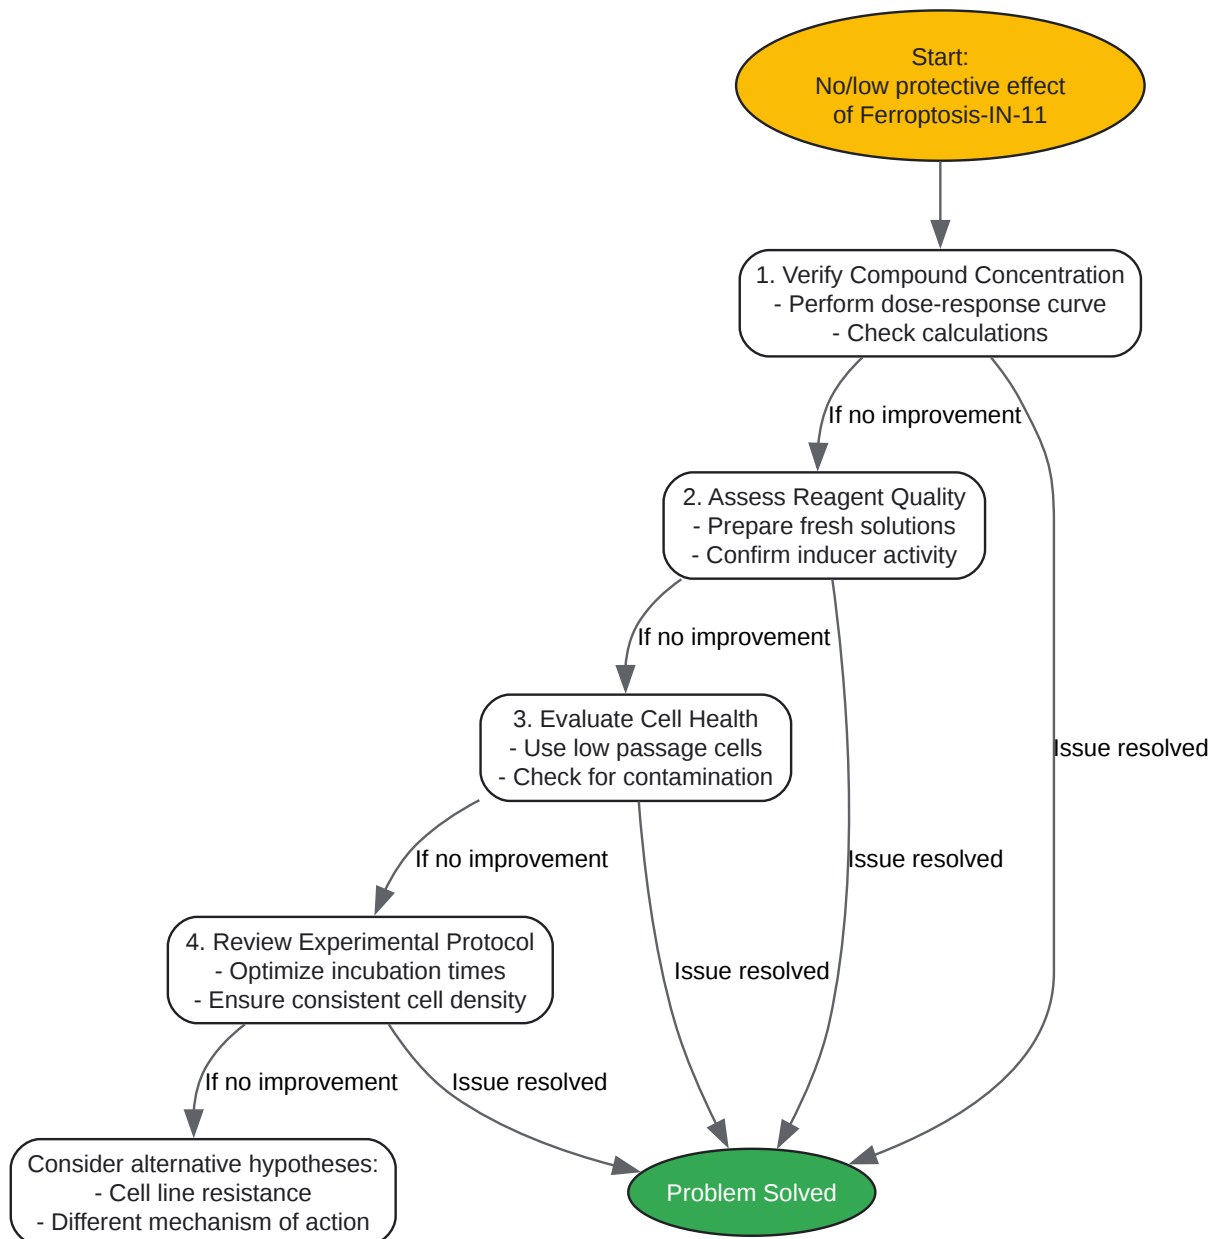 Start:
No/low protective effect
of Ferroptosis-IN-11
1. Verify Compound Concentration
- Perform dose-response curve
- Check calculations
If no improvement
2. Assess Reagent Quality
- Prepare fresh solutions
- Confirm inducer activity
If no improvement
3. Evaluate Cell Health
- Use low passage cells
- Check for contamination
Issue resolved
If no improvement
Issue resolved
4. Review Experimental Protocol
- Optimize incubation times
- Ensure consistent cell density
Issue resolved
If no improvement
Issue resolved
Consider alternative hypotheses:
- Cell line resistance
- Different mechanism of action
Problem Solved